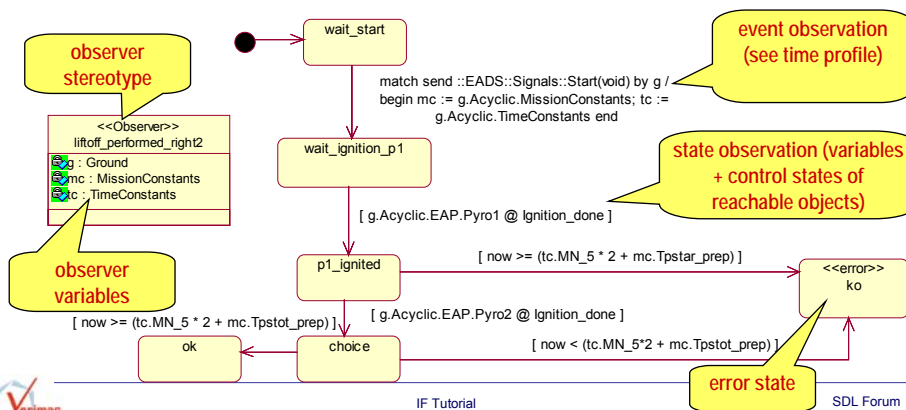 wait_start
event observation
(see time profile)
observer
stereotype
match send ::EADS::Signals::Start(void) by g /
begin mc := g.Acyclic.MissionConstants; tc :=
g.Acyclic.TimeConstants end
<<Observer>>
liftoff_performed_right2
g : Ground
mc : MissionConstants
tc : TimeConstants
wait_ignition_p1
state observation (variables
+ control states of
reachable objects)
[ g.Acyclic.EAP.Pyro1 @ Ignition_done ]
observer
variables
p1_ignited
[ now >= (tc.MN_5 * 2 + mc.Tpstar_prep) ]
<<error>>
ko
[ now >= (tc.MN_5 * 2 + mc.Tpstot_prep) ]
[ g.Acyclic.EAP.Pyro2 @ Ignition_done ]
ok
choice
[ now < (tc.MN_5*2 + mc.Tpstot_prep) ]
error state
Verimag
IF Tutorial
SDL Forum